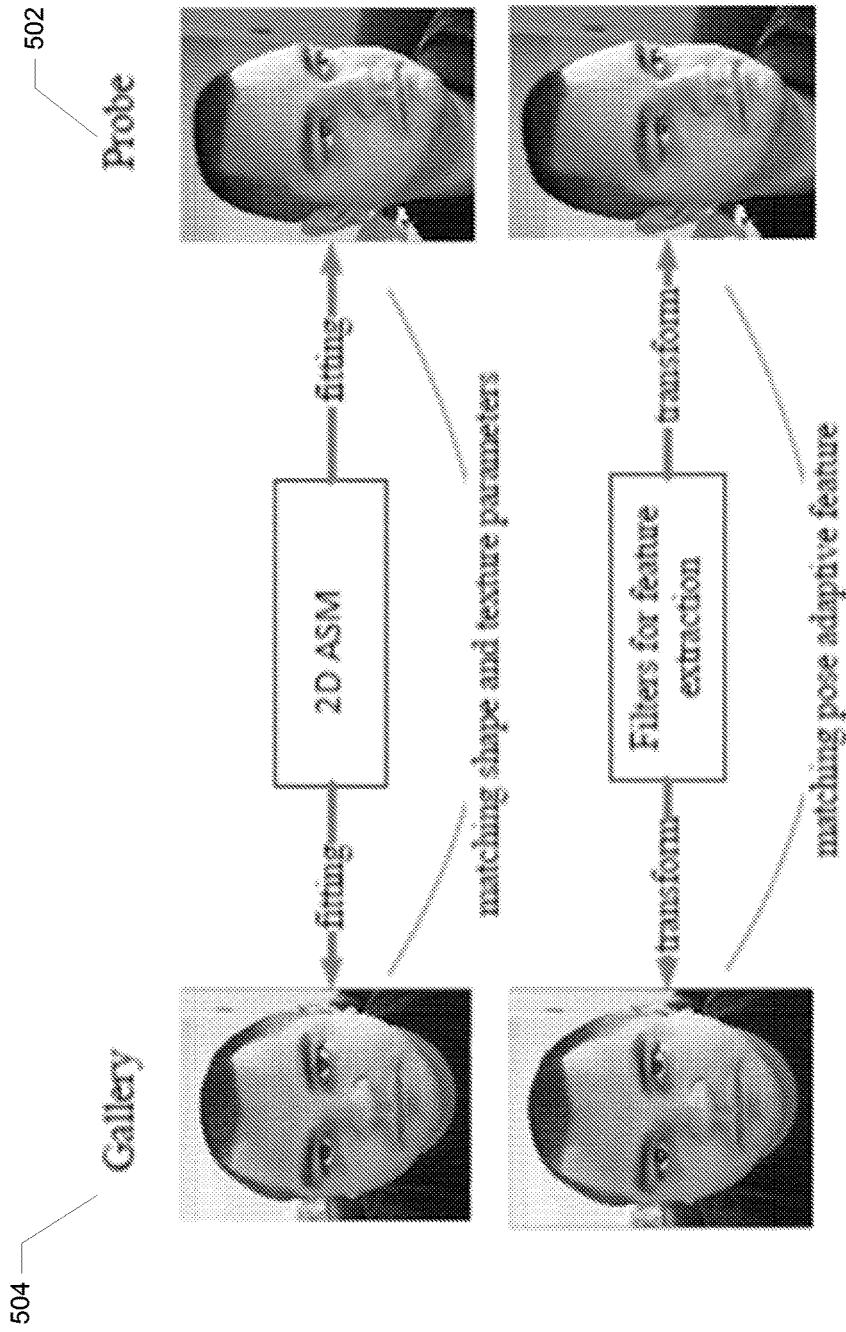 504
Gallery
Probe
502
fitting
2D ASM
fitting
matching shape and texture parameters
transform
Filters for feature
extraction
transform
matching pose adaptive feature